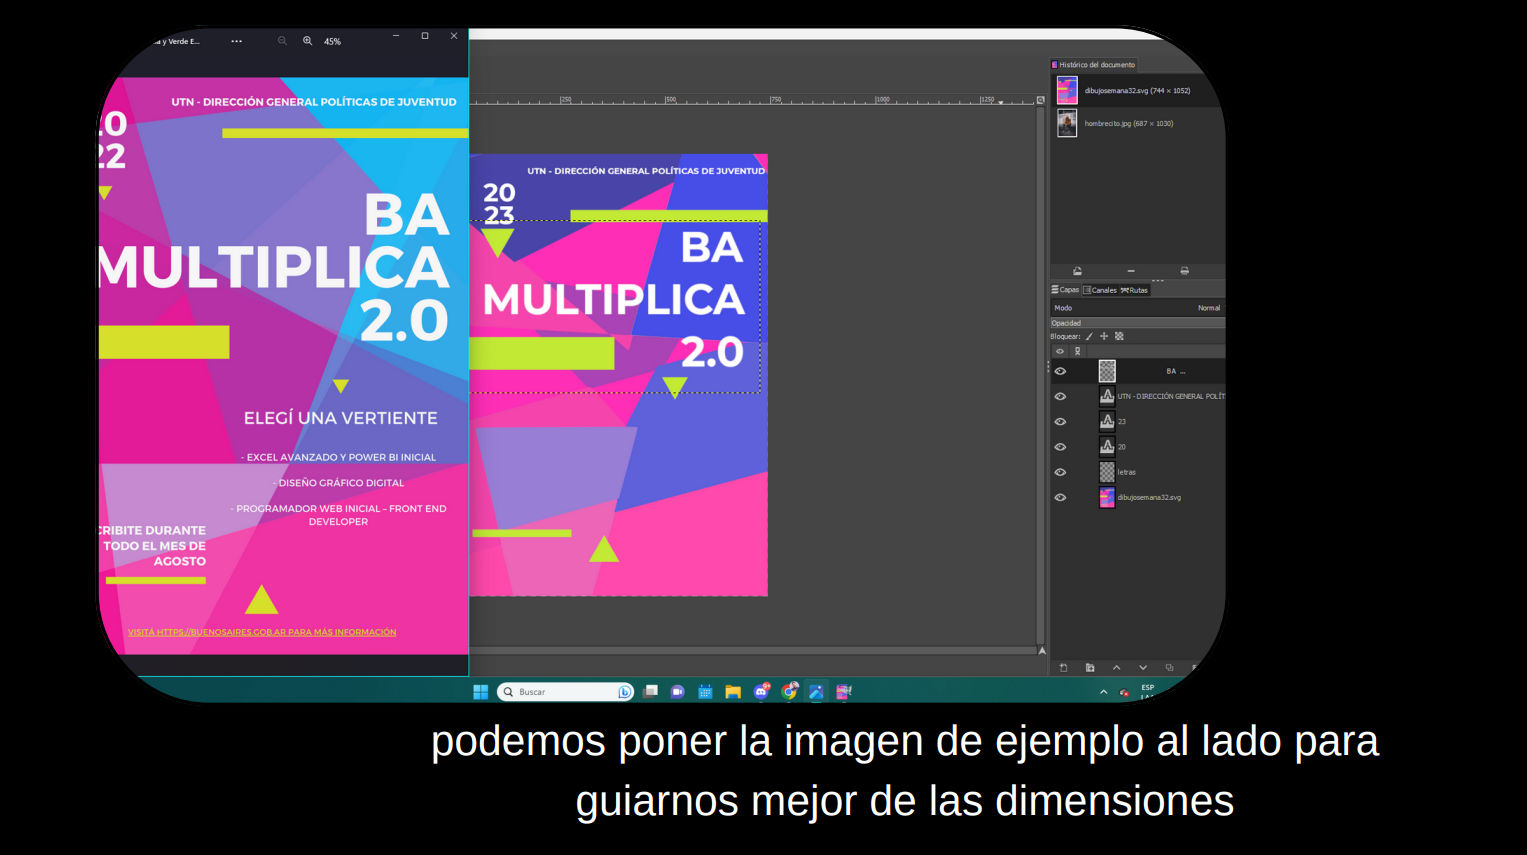 y Verde E...
45%
UTN - DIRECCIÓN GENERAL POLÍTICAS DE JUVENTUD
22
BA
MULTIPLICA
2.0
ELEGÍ UNA VERTIENTE
- EXCEL AVANZADO Y POWER BI INICIAL
- DISEÑO GRÁFICO DIGITAL
- PROGRAMADOR WEB INICIAL – FRONT END
DEVELOPER
CRIBITE DURANTE
TODO EL MES DE
AGOSTO
VISITÁ HTTPS://BUENOSAIRES.GOB.AR PARA MÁS INFORMACIÓN
250
500
750
1000
1250
UTN - DIRECCIÓN GENERAL POLÍTICAS DE JUVENTUD
20
23
BA
MULTIPLICA
2.0
Histórico del documento
dibujosemana32.svg (744 × 1052)
hombrecito.jpg (687 × 1030)
Capas Canales Rutas
Modo Normal
Opacidad
Bloquear:
BA ...
UTN - DIRECCIÓN GENERAL POLÍT
23
20
letras
dibujosemana32.svg
Buscar
ESP
podemos poner la imagen de ejemplo al lado para
guiarnos mejor de las dimensiones